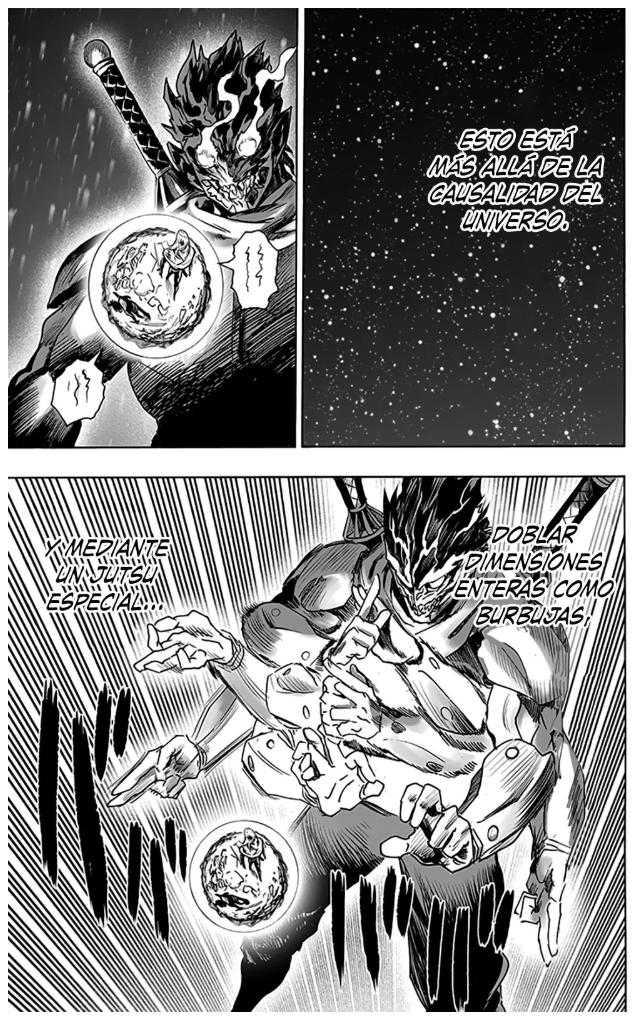 ESTO ESTÁ
MÁS ALLÁ DE LA
CAUSALIDAD DEL
UNIVERSO.
DOBLAR
DIMENSIONES
ENTERAS COMO
BURBUJAS,
Y MEDIANTE
UN JUTSU
ESPECIAL...